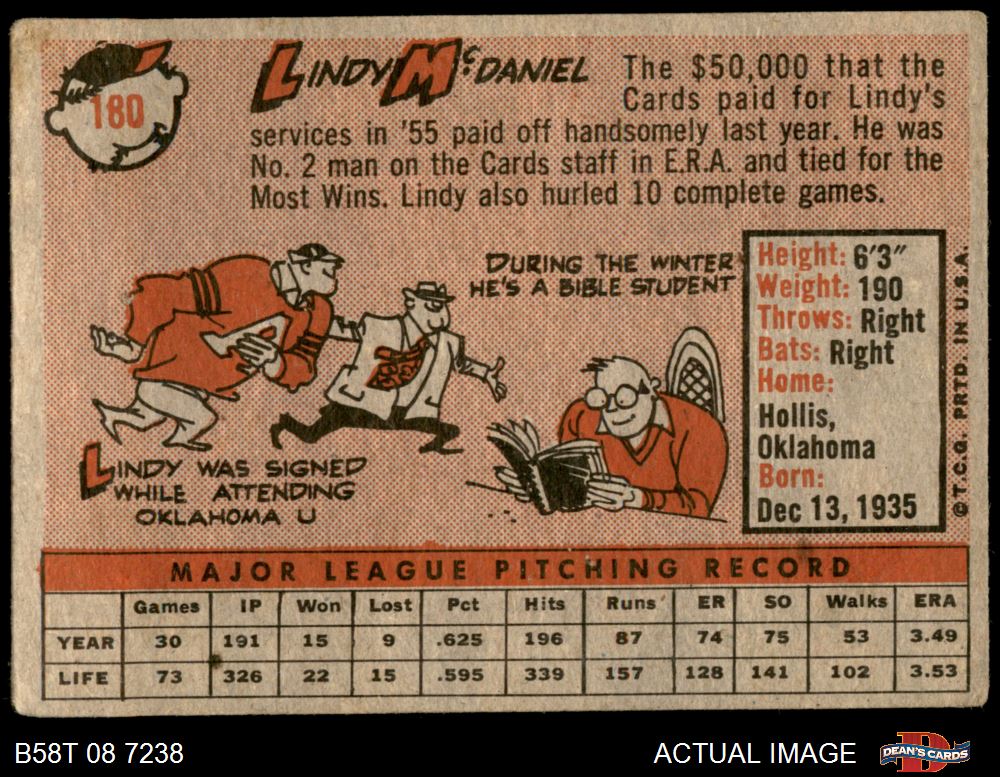 180
LINDY McDANIEL
The $50,000 that the
Cards paid for Lindy's
services in '55 paid off handsomely last year. He was
No. 2 man on the Cards staff in E.R.A. and tied for the
Most Wins. Lindy also hurled 10 complete games.
LINDY WAS SIGNED
WHILE ATTENDING
OKLAHOMA U
DURING THE WINTER
HE'S A BIBLE STUDENT
Height: 6'3"
Weight: 190
Throws: Right
Bats: Right
Home:
Hollis,
Oklahoma
Born:
Dec 13, 1935
© T.C.G. PRTD. IN U.S.A.
MAJOR LEAGUE PITCHING RECORD
Games IP Won Lost Pct Hits Runs ER SO Walks ERA
YEAR 30 191 15 9 .625 196 87 74 75 53 3.49
LIFE 73 326 22 15 .595 339 157 128 141 102 3.53
B58T 08 7238
ACTUAL IMAGE
D
DEAN'S CARDS